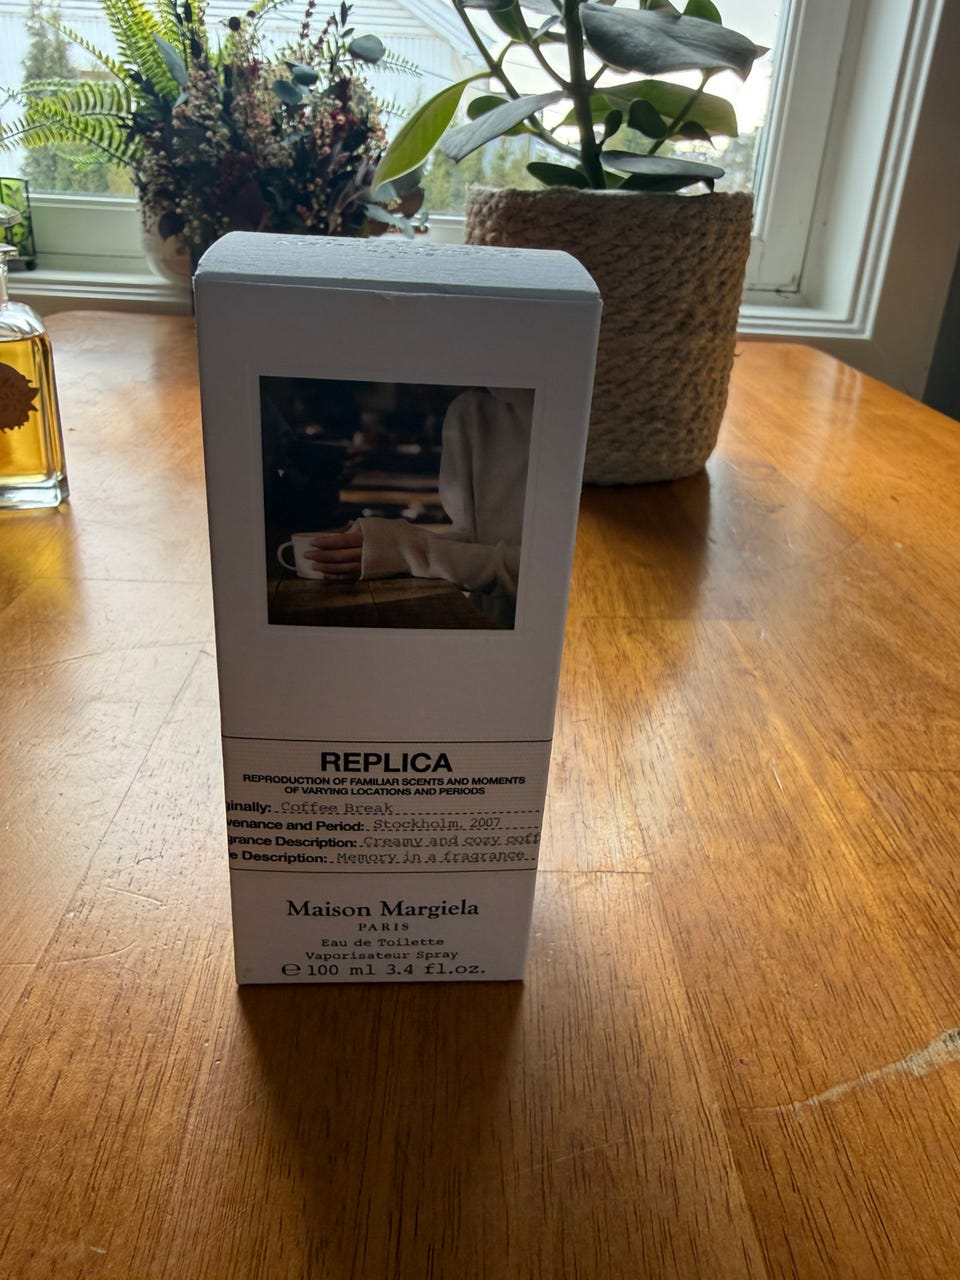 REPLICA
REPRODUCTION OF FAMILIAR SCENTS AND MOMENTS
OF VARYING LOCATIONS AND PERIODS
ginally: Coffee Break
venance and Period: Stockholm, 2007
grance Description: Creamy and cozy coff
e Description: Memory in a fragrance
Maison Margiela
PARIS
Eau de Toilette
Vaporisateur Spray
℮ 100 ml 3.4 fl.oz.